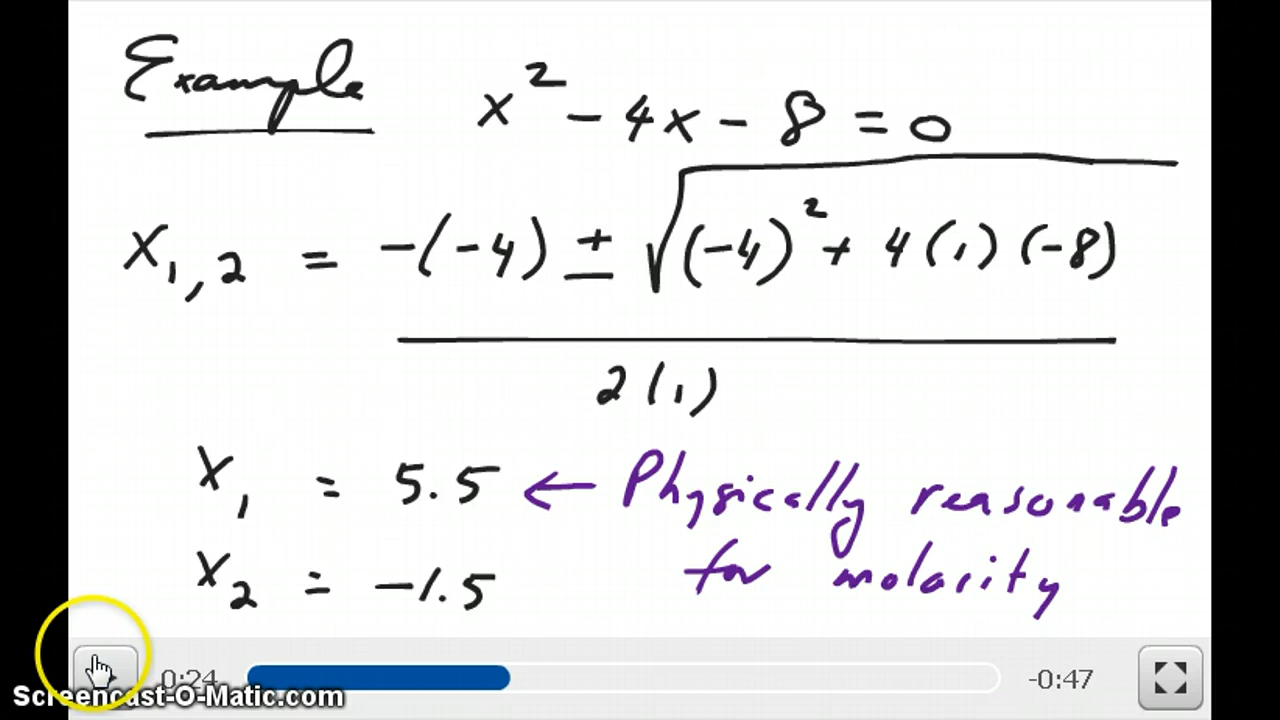 Example
x² - 4x - 8 = 0
x₁,₂ = -(-4) ± √(-4)² + 4(1)(-8)
2(1)
x₁ = 5.5 ← Physically reasonable
for molarity
x₂ = -1.5
0:24 -0:47
Screencast-O-Matic.com